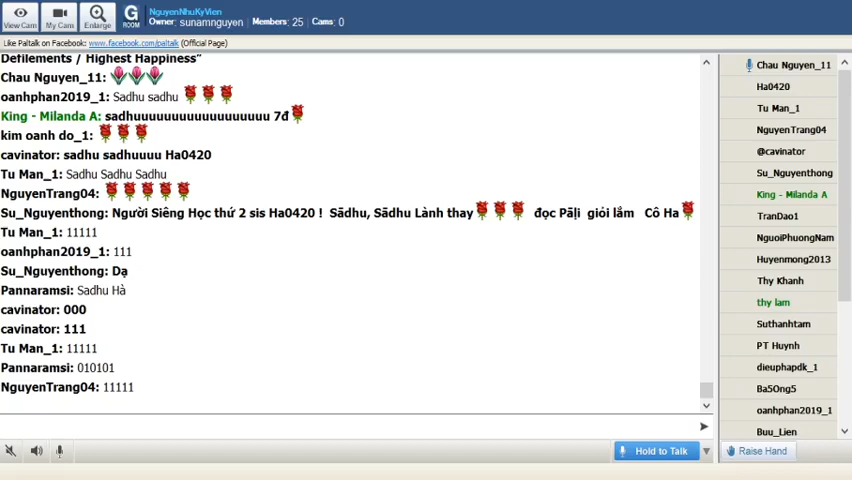 View Cam
My Cam
Enlarge
G
ROOM
NguyenNhuKyVien
Owner: sunamnguyen Members: 25 Cams: 0
Like Paltalk on Facebook: www.facebook.com/paltalk (Official Page)
Defilements / Highest Happiness"
Chau Nguyen_11:
oanhphan2019_1: Sadhu sadhu
King - Milanda A: sadhuuuuuuuuuuuuuuuuuu 7đ
kim oanh do_1:
cavinator: sadhu sadhuuuu Ha0420
Tu Man_1: Sadhu Sadhu Sadhu
NguyenTrang04:
Su_Nguyenthong: Người Siêng Học thứ 2 sis Ha0420 ! Sādhu, Sādhu Lành thay đọc Pāḷi giỏi lắm Cô Ha
Tu Man_1: 11111
oanhphan2019_1: 111
Su_Nguyenthong: Dạ
Pannaramsi: Sadhu Hà
cavinator: 000
cavinator: 111
Tu Man_1: 11111
Pannaramsi: 010101
NguyenTrang04: 11111
Chau Nguyen_11
Ha0420
Tu Man_1
NguyenTrang04
@cavinator
Su_Nguyenthong
King - Milanda A
TranDao1
NguoiPhuongNam
Huyenmong2013
Thy Khanh
thy lam
Suthanhtam
PT Huynh
dieuphapdk_1
Ba5Ong5
oanhphan2019_1
Buu_Lien
Hold to Talk
Raise Hand